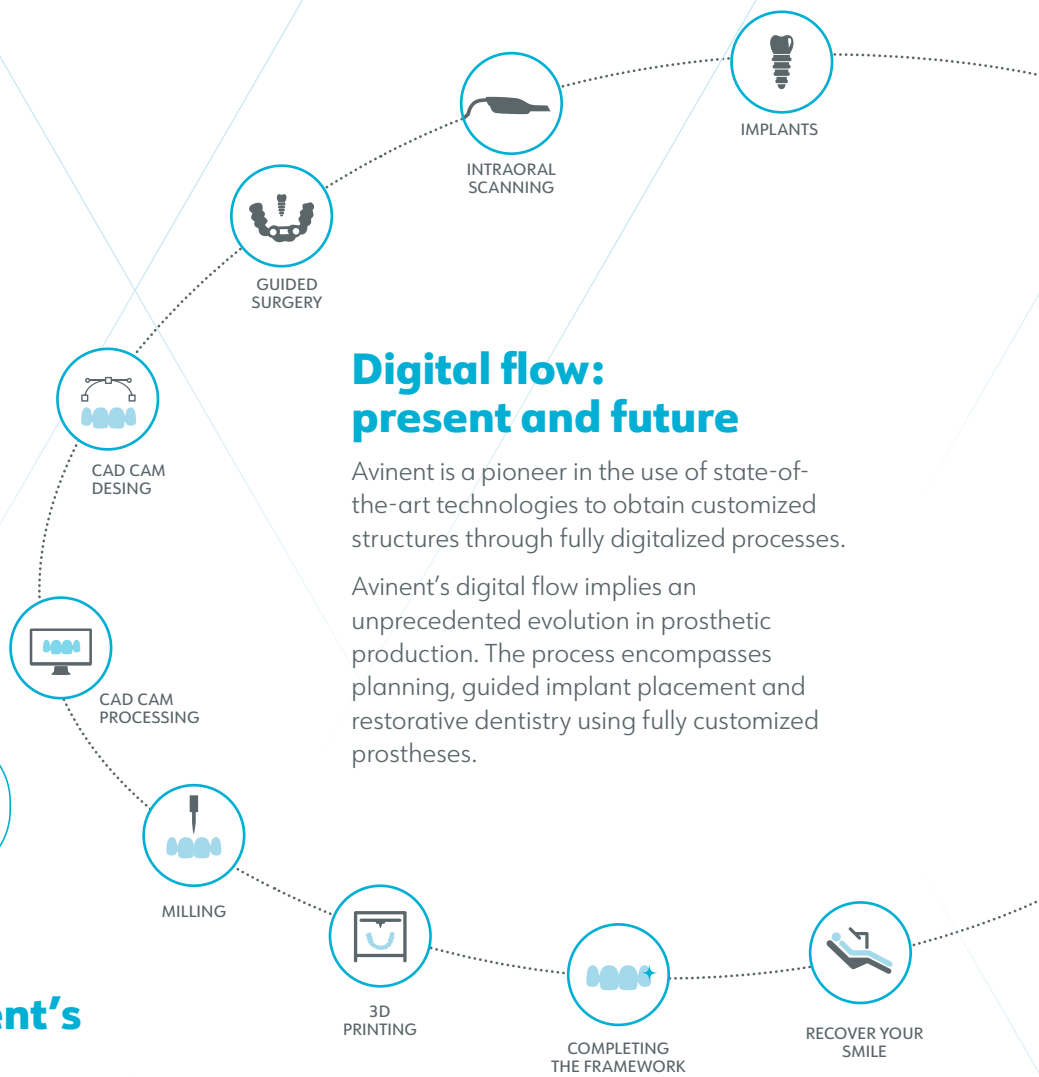 IMPLANTS
INTRAORAL
SCANNING
GUIDED
SURGERY
CAD CAM
DESING
Digital flow:
present and future
Avinent is a pioneer in the use of state-of-
the-art technologies to obtain customized
structures through fully digitalized processes.
Avinent’s digital flow implies an
unprecedented evolution in prosthetic
production. The process encompasses
planning, guided implant placement and
restorative dentistry using fully customized
prostheses.
CAD CAM
PROCESSING
MILLING
3D
PRINTING
COMPLETING
THE FRAMEWORK
RECOVER YOUR
SMILE
ent’s